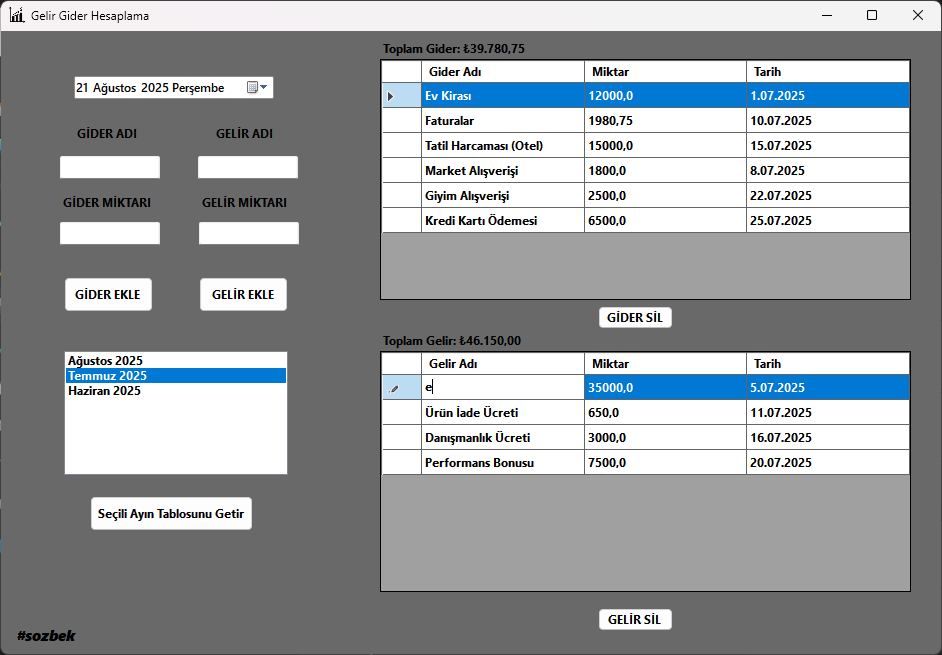 Gelir Gider Hesaplama
21 Ağustos 2025 Perşembe
GİDER ADI GELİR ADI
GİDER MİKTARI GELİR MİKTARI
GİDER EKLE GELİR EKLE
Ağustos 2025
Temmuz 2025
Haziran 2025
Seçili Ayın Tablosunu Getir
#sozbek
Toplam Gider: ₺39.780,75
Gider Adı Miktar Tarih
Ev Kirası 12000,0 1.07.2025
Faturalar 1980,75 10.07.2025
Tatil Harcaması (Otel) 15000,0 15.07.2025
Market Alışverişi 1800,0 8.07.2025
Giyim Alışverişi 2500,0 22.07.2025
Kredi Kartı Ödemesi 6500,0 25.07.2025
GİDER SİL
Toplam Gelir: ₺46.150,00
Gelir Adı Miktar Tarih
e 35000,0 5.07.2025
Ürün İade Ücreti 650,0 11.07.2025
Danışmanlık Ücreti 3000,0 16.07.2025
Performans Bonusu 7500,0 20.07.2025
GELİR SİL